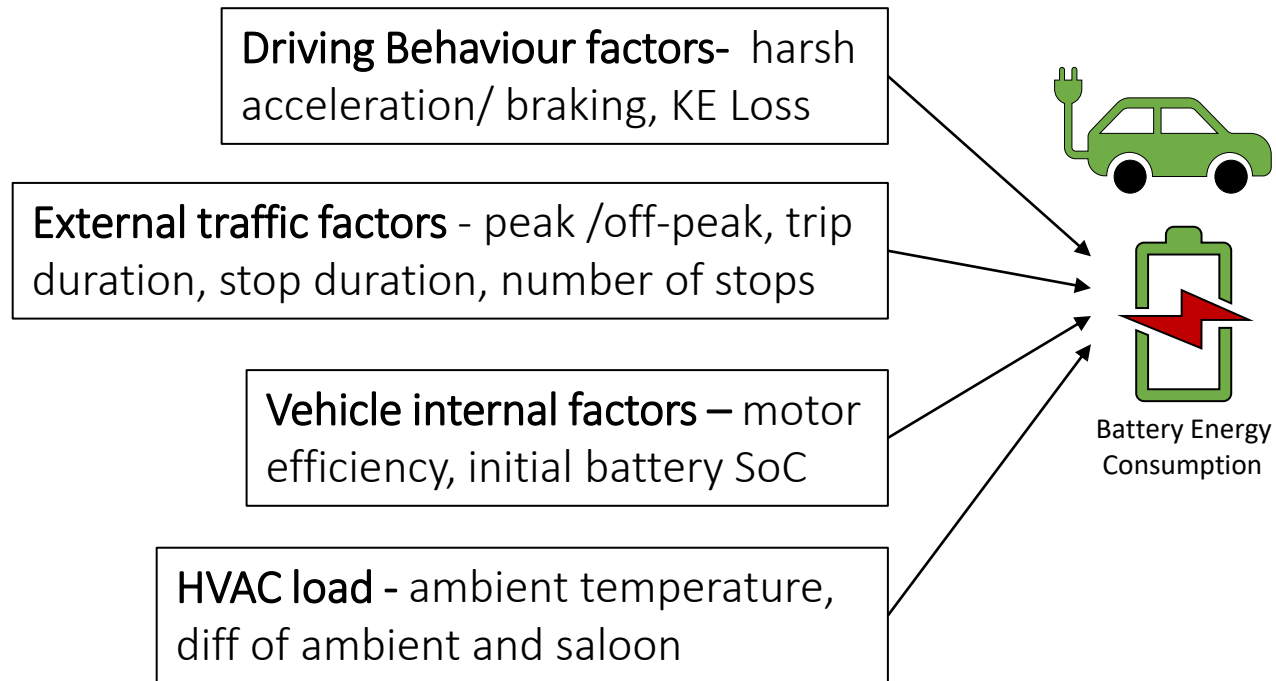 Driving Behaviour factors- harsh
acceleration/ braking, KE Loss
External traffic factors - peak /off-peak, trip
duration, stop duration, number of stops
Vehicle internal factors – motor
efficiency, initial battery SoC
HVAC load - ambient temperature,
diff of ambient and saloon
Battery Energy
Consumption